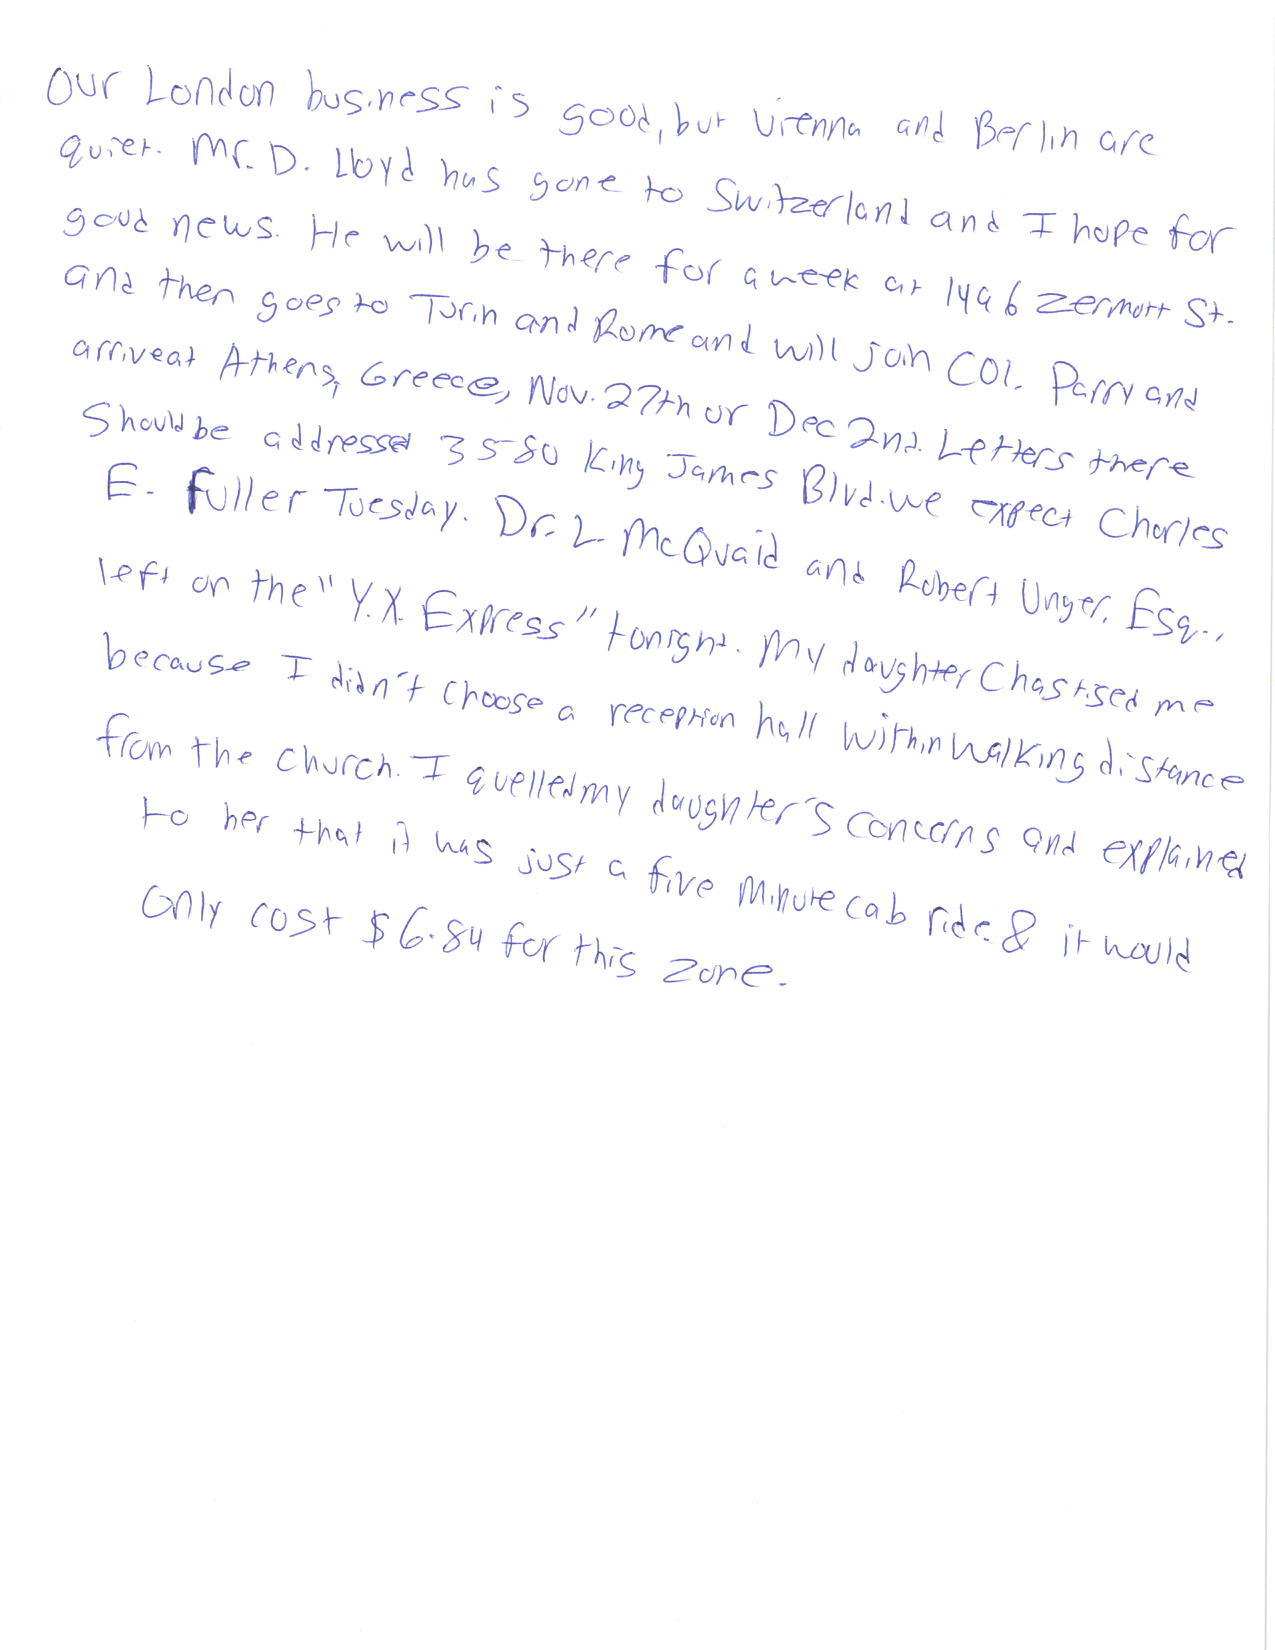 Our London business is good, but Vienna and Berlin are
quiet. Mr. D. Lloyd has gone to Switzerland and I hope for
good news. He will be there for a week at 1496 Zermott St.
and then goes to Turin and Rome and will join COl. Parry and
arrive at Athens, Greece, Nov. 27th or Dec 2nd. Letters there
Should be addressed 3580 King James Blvd. we expect Charles
E. Fuller Tuesday. Dr. L. McQuaid and Robert Unger, Esq.,
left on the "Y.X. Express" tonight. My daughter Chastised me
because I didn't choose a reception hall within walking distance
from the church. I quelled my daughter's concerns and explained
to her that it was just a five minute cab ride & it would
only cost $6.84 for this zone.